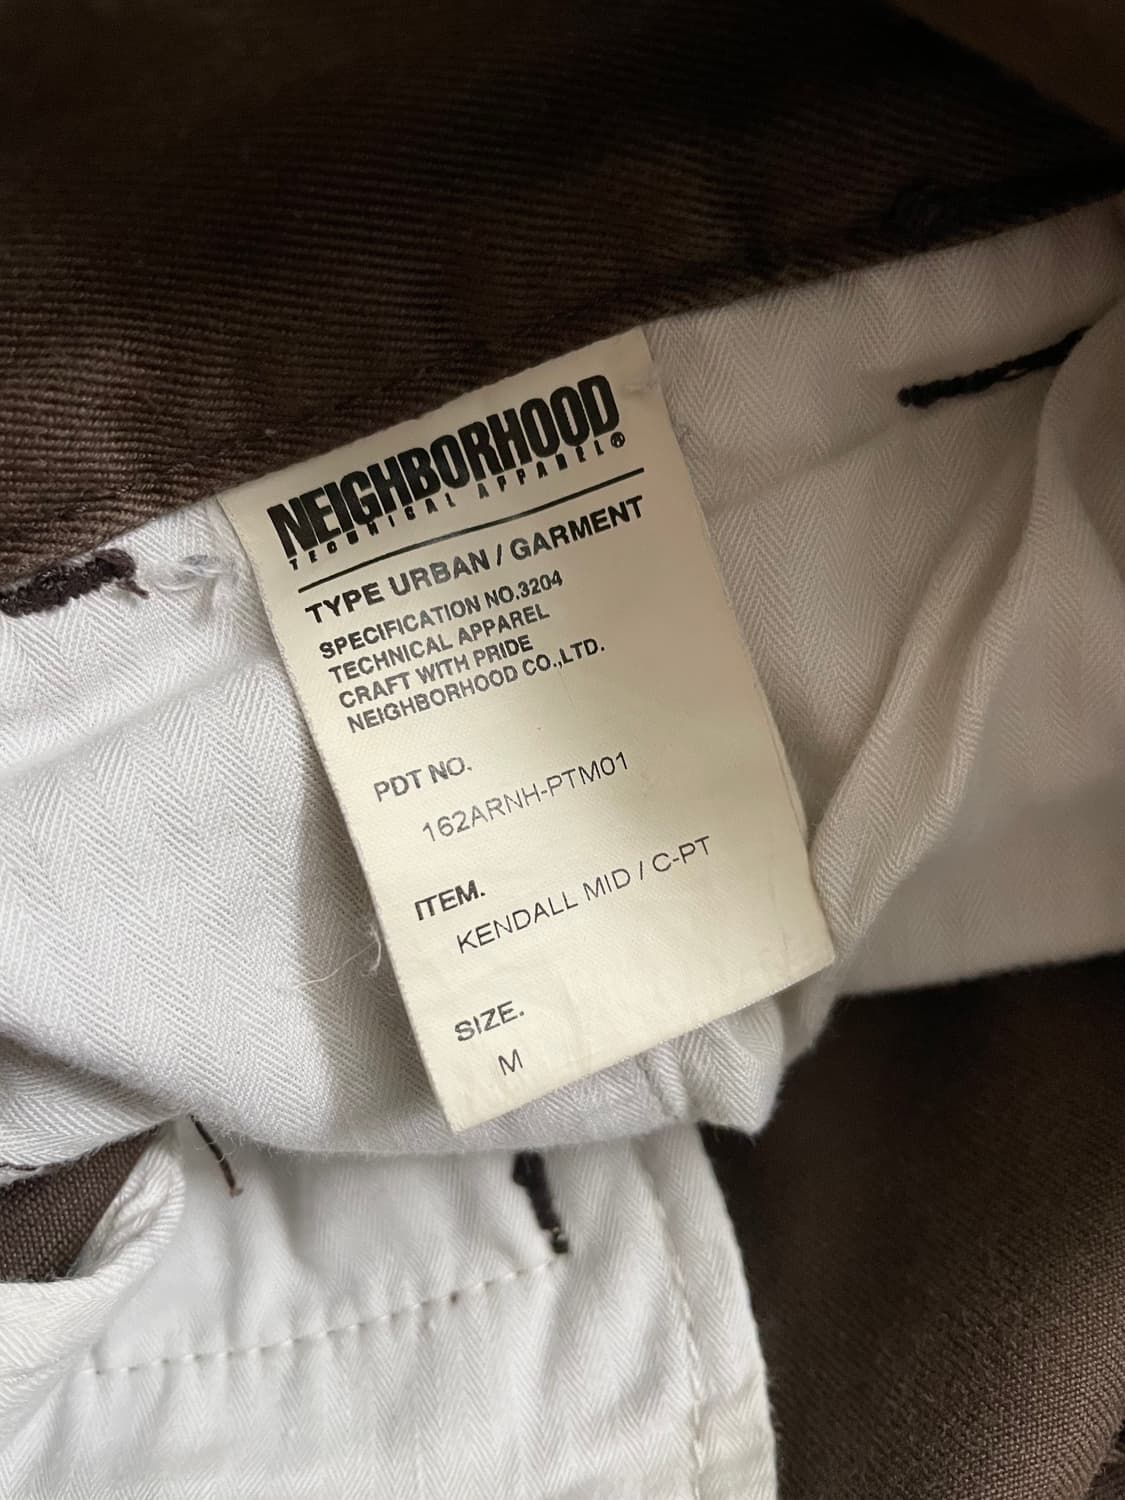 NEIGHBORHOOD
TECHNICAL APPAREL®
TYPE URBAN / GARMENT
SPECIFICATION NO.3204
TECHNICAL APPAREL
CRAFT WITH PRIDE
NEIGHBORHOOD CO.,LTD.
PDT NO.
162ARNH-PTM01
ITEM.
KENDALL MID / C-PT
SIZE.
M